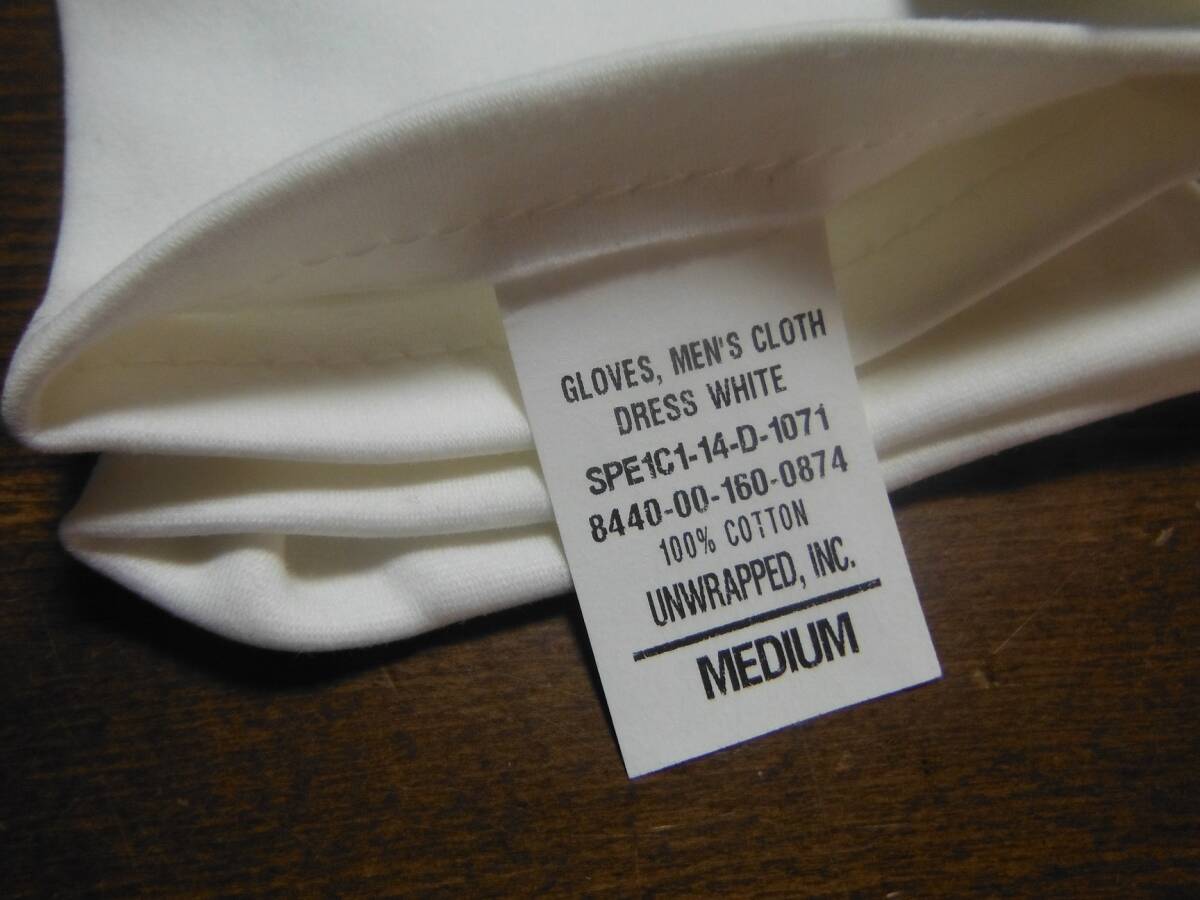 GLOVES, MEN'S CLOTH
DRESS WHITE
SPE1C1-14-D-1071
8440-00-160-0874
100% COTTON
UNWRAPPED, INC.
MEDIUM